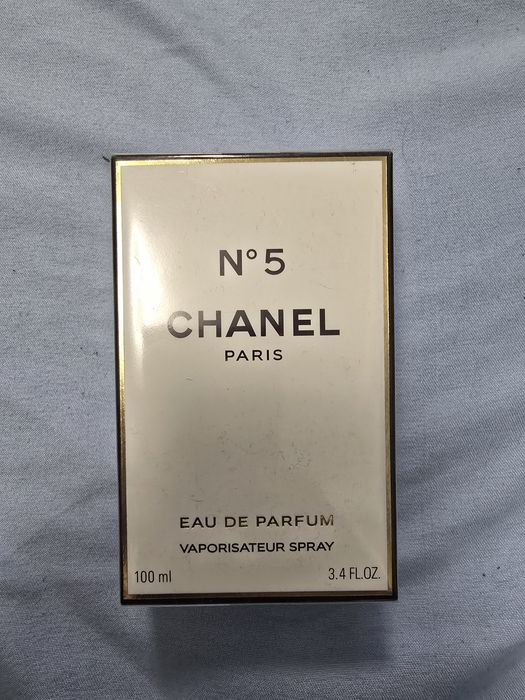 N° 5
CHANEL
PARIS
EAU DE PARFUM
VAPORISATEUR SPRAY
100 ml 3.4 FL.OZ.